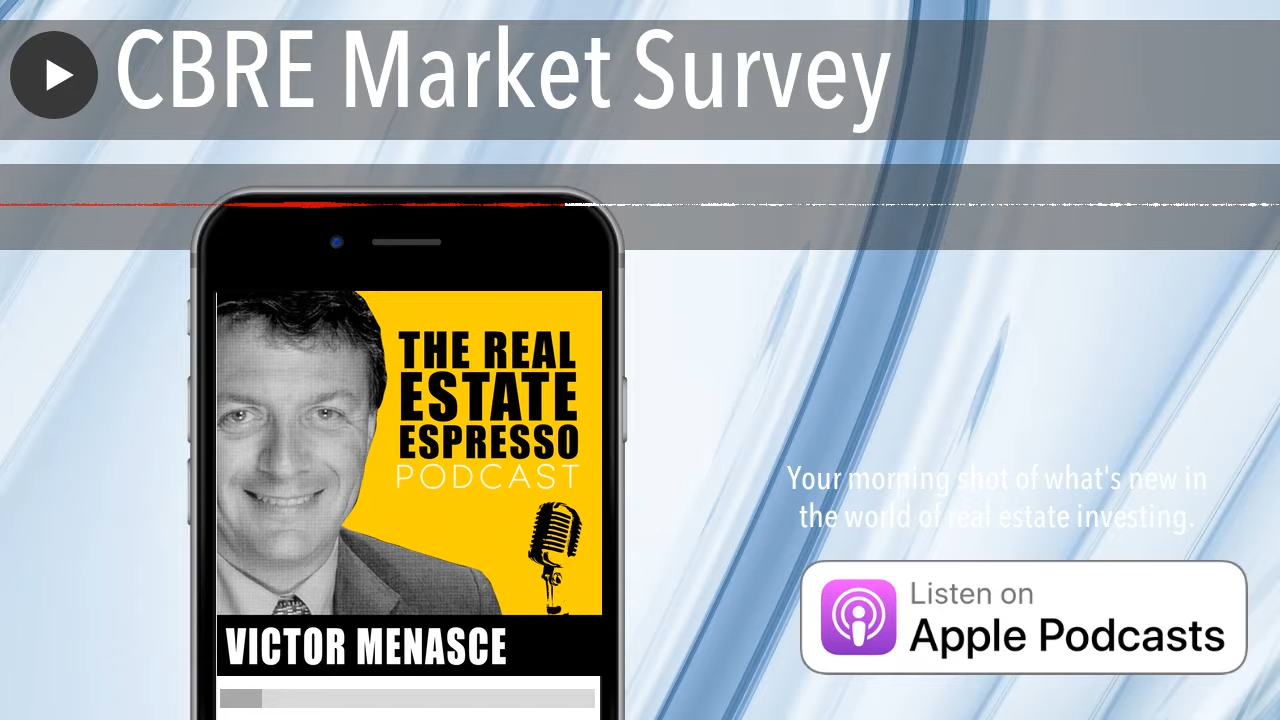 CBRE Market Survey
THE REAL
ESTATE
ESPRESSO
PODCAST
VICTOR MENASCE
Your morning shot of what's new in
the world of real estate investing.
Listen on
Apple Podcasts